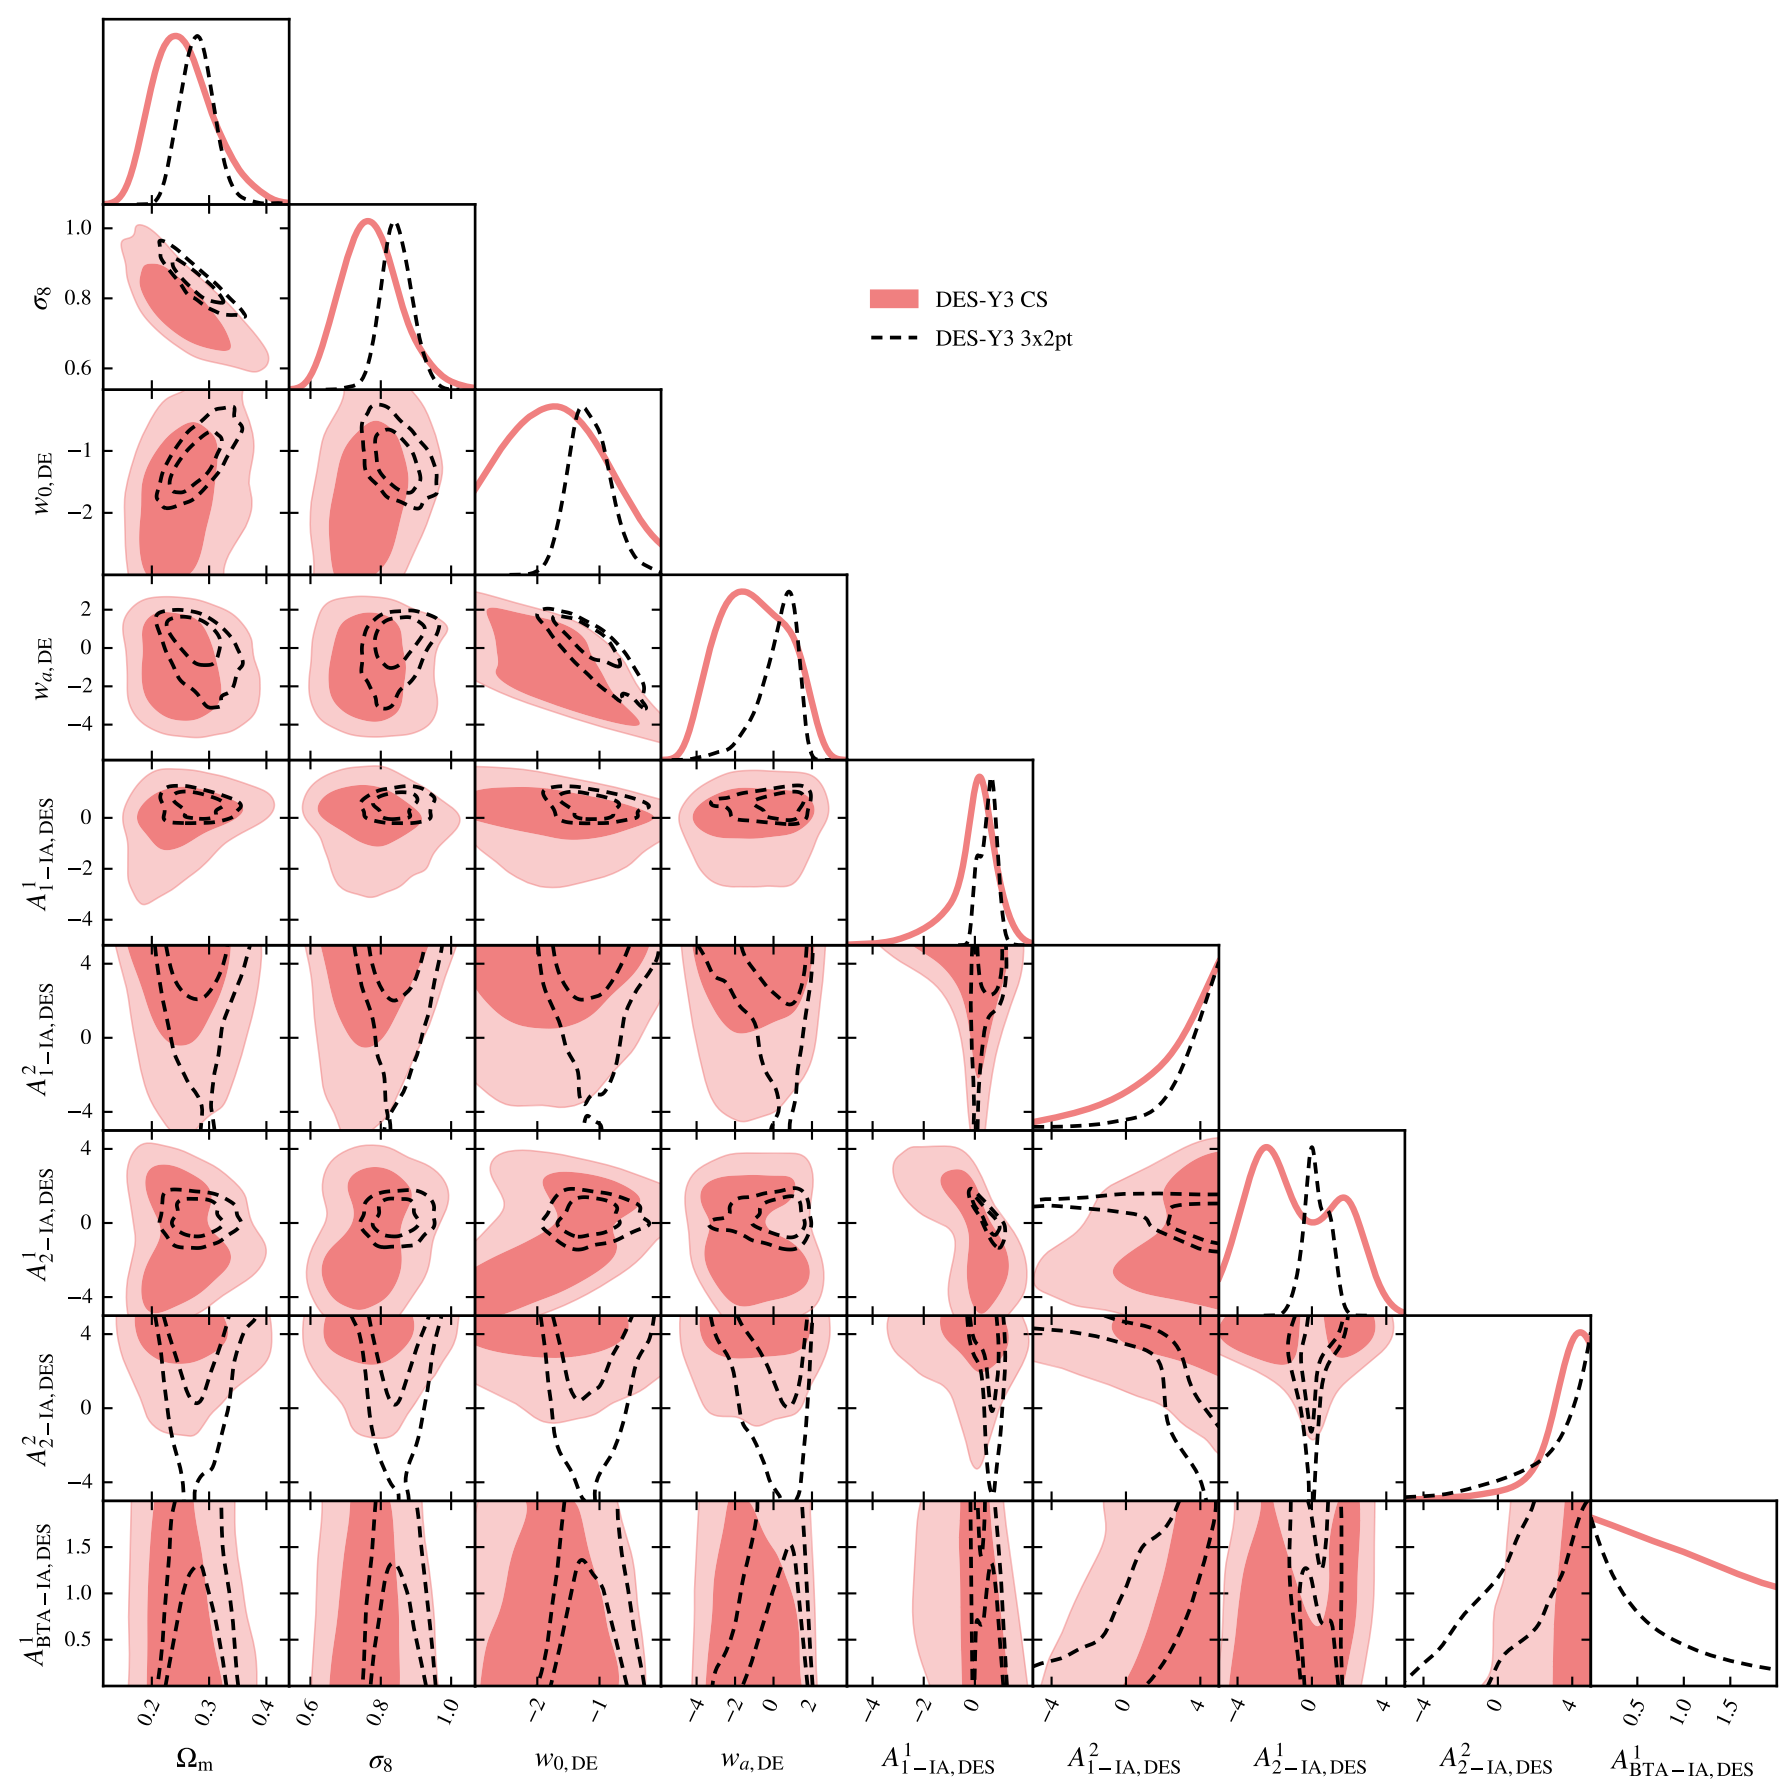 1.0
0.8
0.6
σ₈
DES-Y3 CS
DES-Y3 3x2pt
−1
−2
w₀,DE
2
0
−2
−4
wₐ,DE
0
−2
−4
A¹₁₋IA,DES
4
0
−4
A²₁₋IA,DES
4
0
−4
A¹₂₋IA,DES
4
0
−4
A²₂₋IA,DES
1.5
1.0
0.5
A¹BTA−IA,DES
0.2 0.3 0.4 0.6 0.8 1.0 −2 −1 −4 −2 0 2 −4 −2 0 −4 0 4 −4 0 4 −4 0 4 0.5 1.0 1.5
Ωm σ₈ w₀,DE wₐ,DE A¹₁₋IA,DES A²₁₋IA,DES A¹₂₋IA,DES A²₂₋IA,DES A¹BTA−IA,DES